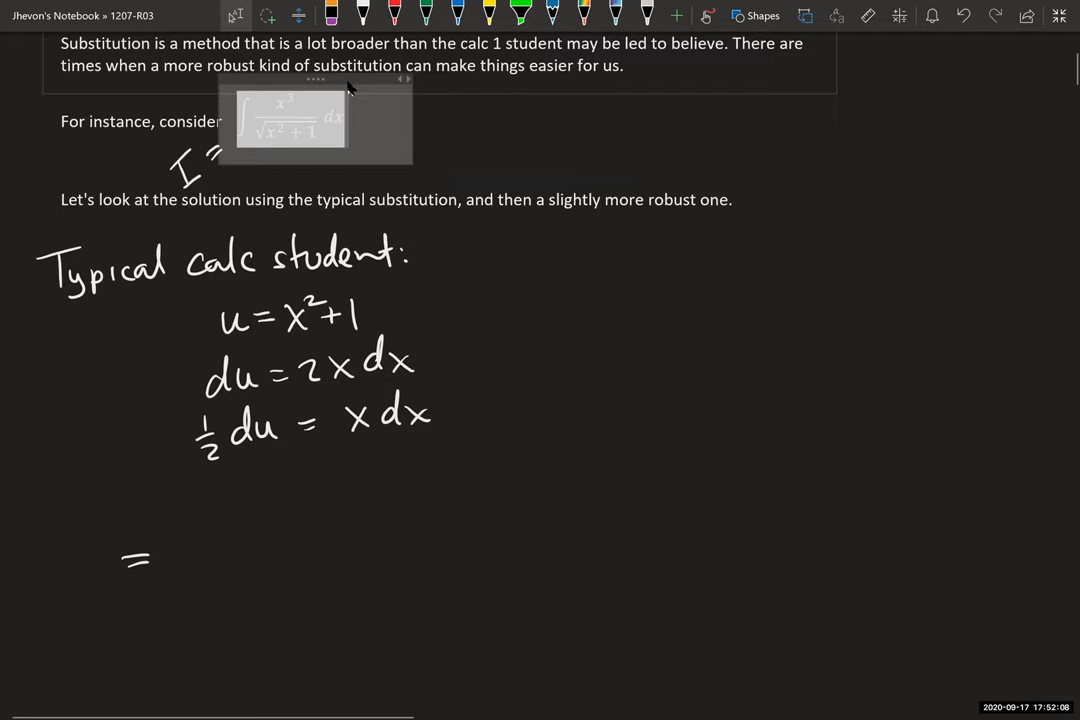 Jhevon's Notebook » 1207-R03
Shapes
Substitution is a method that is a lot broader than the calc 1 student may be led to believe. There are
times when a more robust kind of substitution can make things easier for us.
For instance, consider ∫ x³/√(x² + 1) dx
I =
Let's look at the solution using the typical substitution, and then a slightly more robust one.
Typical calc student:
u = x² + 1
du = 2x dx
½ du = x dx
=
2020-09-17 17:52:08